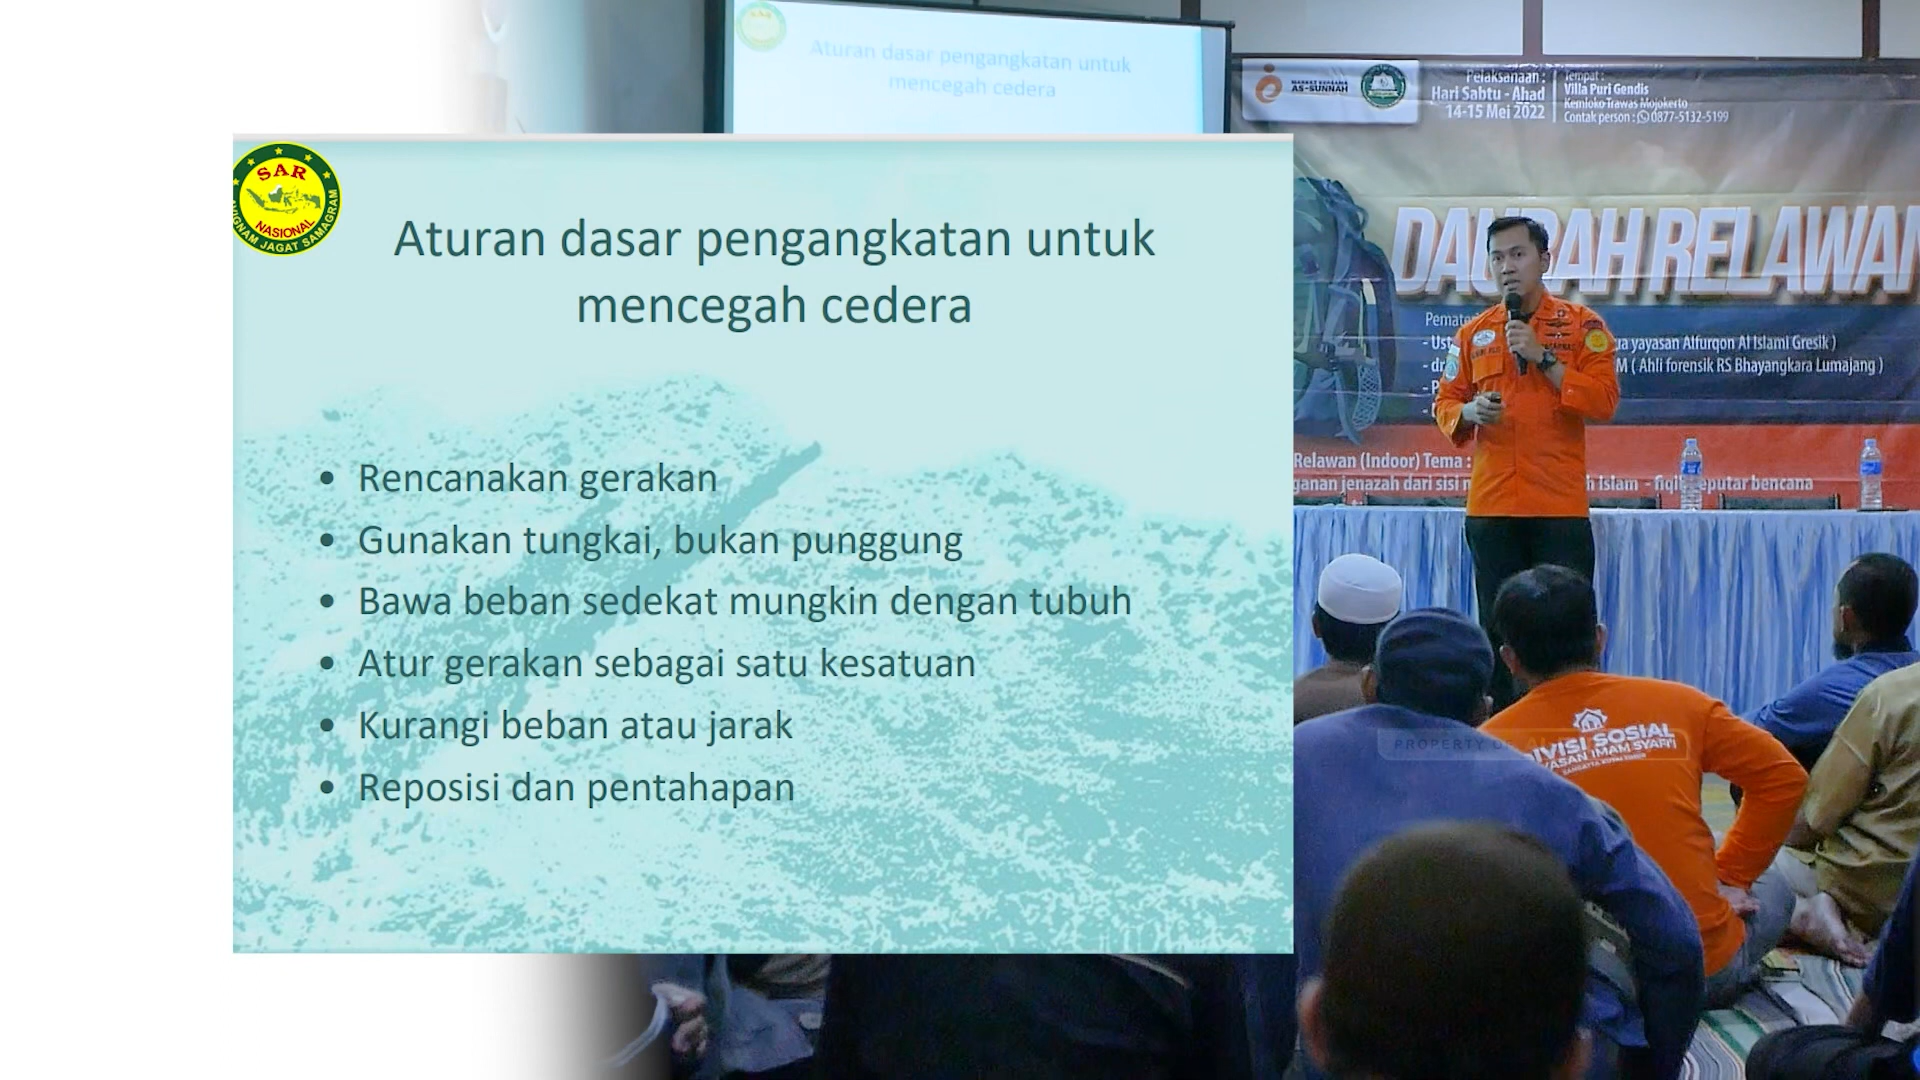 Aturan dasar pengangkatan untuk
mencegah cedera
AS-SUNNAH
Pelaksanaan :
Hari Sabtu - Ahad
14-15 Mei 2022
Tempat :
Villa Puri Gendis
Kemloko Trawas Mojokerto
Contak person : 0877-5132-5199
SAR
NASIONAL
JAGAT SAMAGRAM
Aturan dasar pengangkatan untuk
mencegah cedera
• Rencanakan gerakan
• Gunakan tungkai, bukan punggung
• Bawa beban sedekat mungkin dengan tubuh
• Atur gerakan sebagai satu kesatuan
• Kurangi beban atau jarak
• Reposisi dan pentahapan
RELAWAN
yayasan Alfurqon Al Islami Gresik )
( Ahli forensik RS Bhayangkara Lumajang )
Relawan (Indoor) Tema :
jenazah dari sisi Islam - fiqih seputar bencana
PROPERTY
SOSIAL
IMAM SYAFI'I